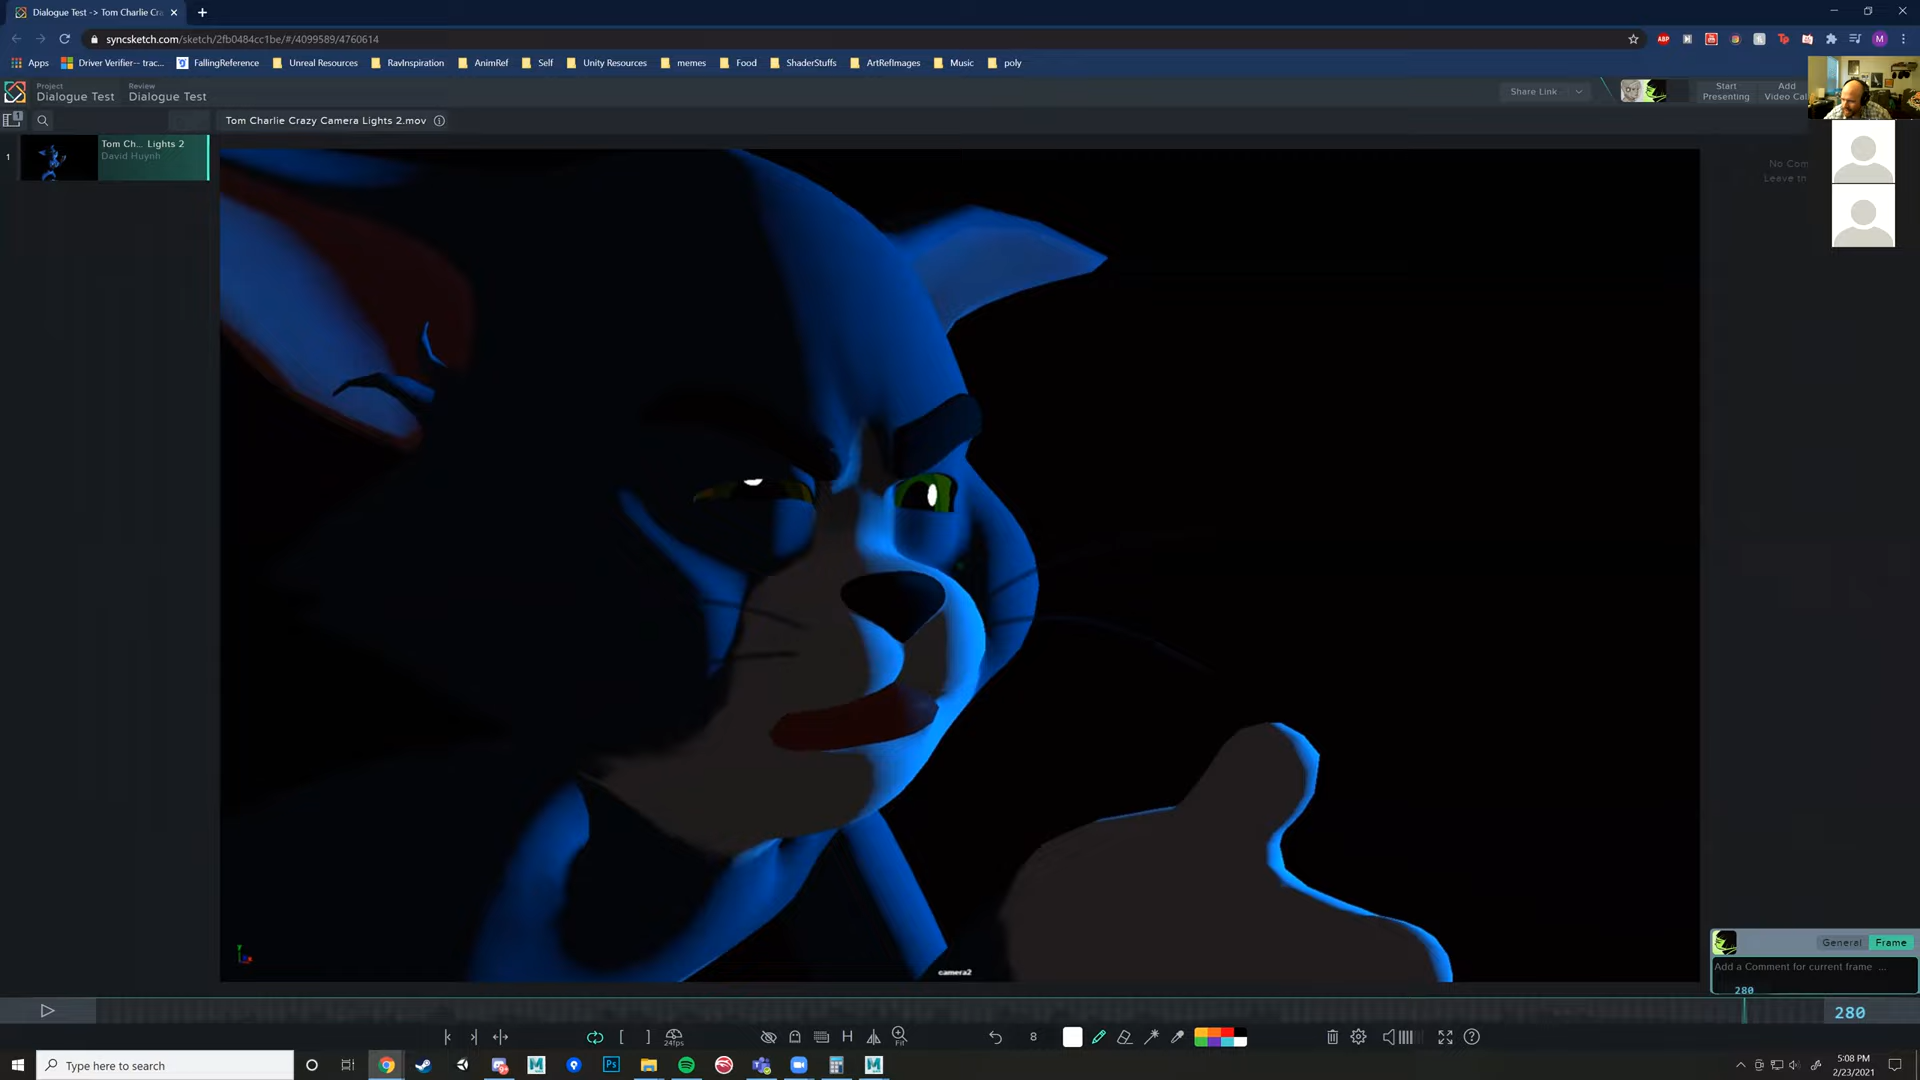 Dialogue Test -> Tom Charlie Cra
syncsketch.com/sketch/2fb0484cc1be/#/4099589/4760614
Apps
Driver Verifier-- trac...
FallingReference
Unreal Resources
RavInspiration
AnimRef
Self
Unity Resources
memes
Food
ShaderStuffs
ArtRefImages
Music
poly
Project
Dialogue Test
Review
Dialogue Test
Share Link
Start
Presenting
Add
Video Cal
Tom Charlie Crazy Camera Lights 2.mov
1
Tom Ch... Lights 2
David Huynh
No Com
Leave th
camera2
General
Frame
Add a Comment for current frame ...
280
280
24fps
Fit
8
Type here to search
5:08 PM
2/23/2021